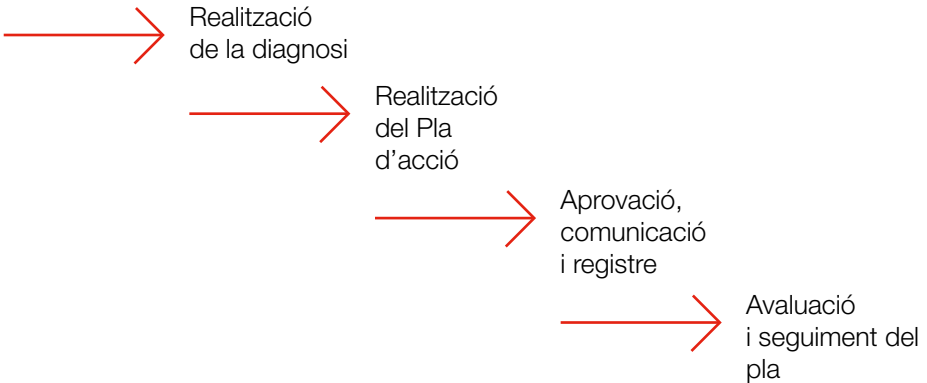 Realització
de la diagnosi
Realització
del Pla
d’acció
Aprovació,
comunicació
i registre
Avaluació
i seguiment del
pla